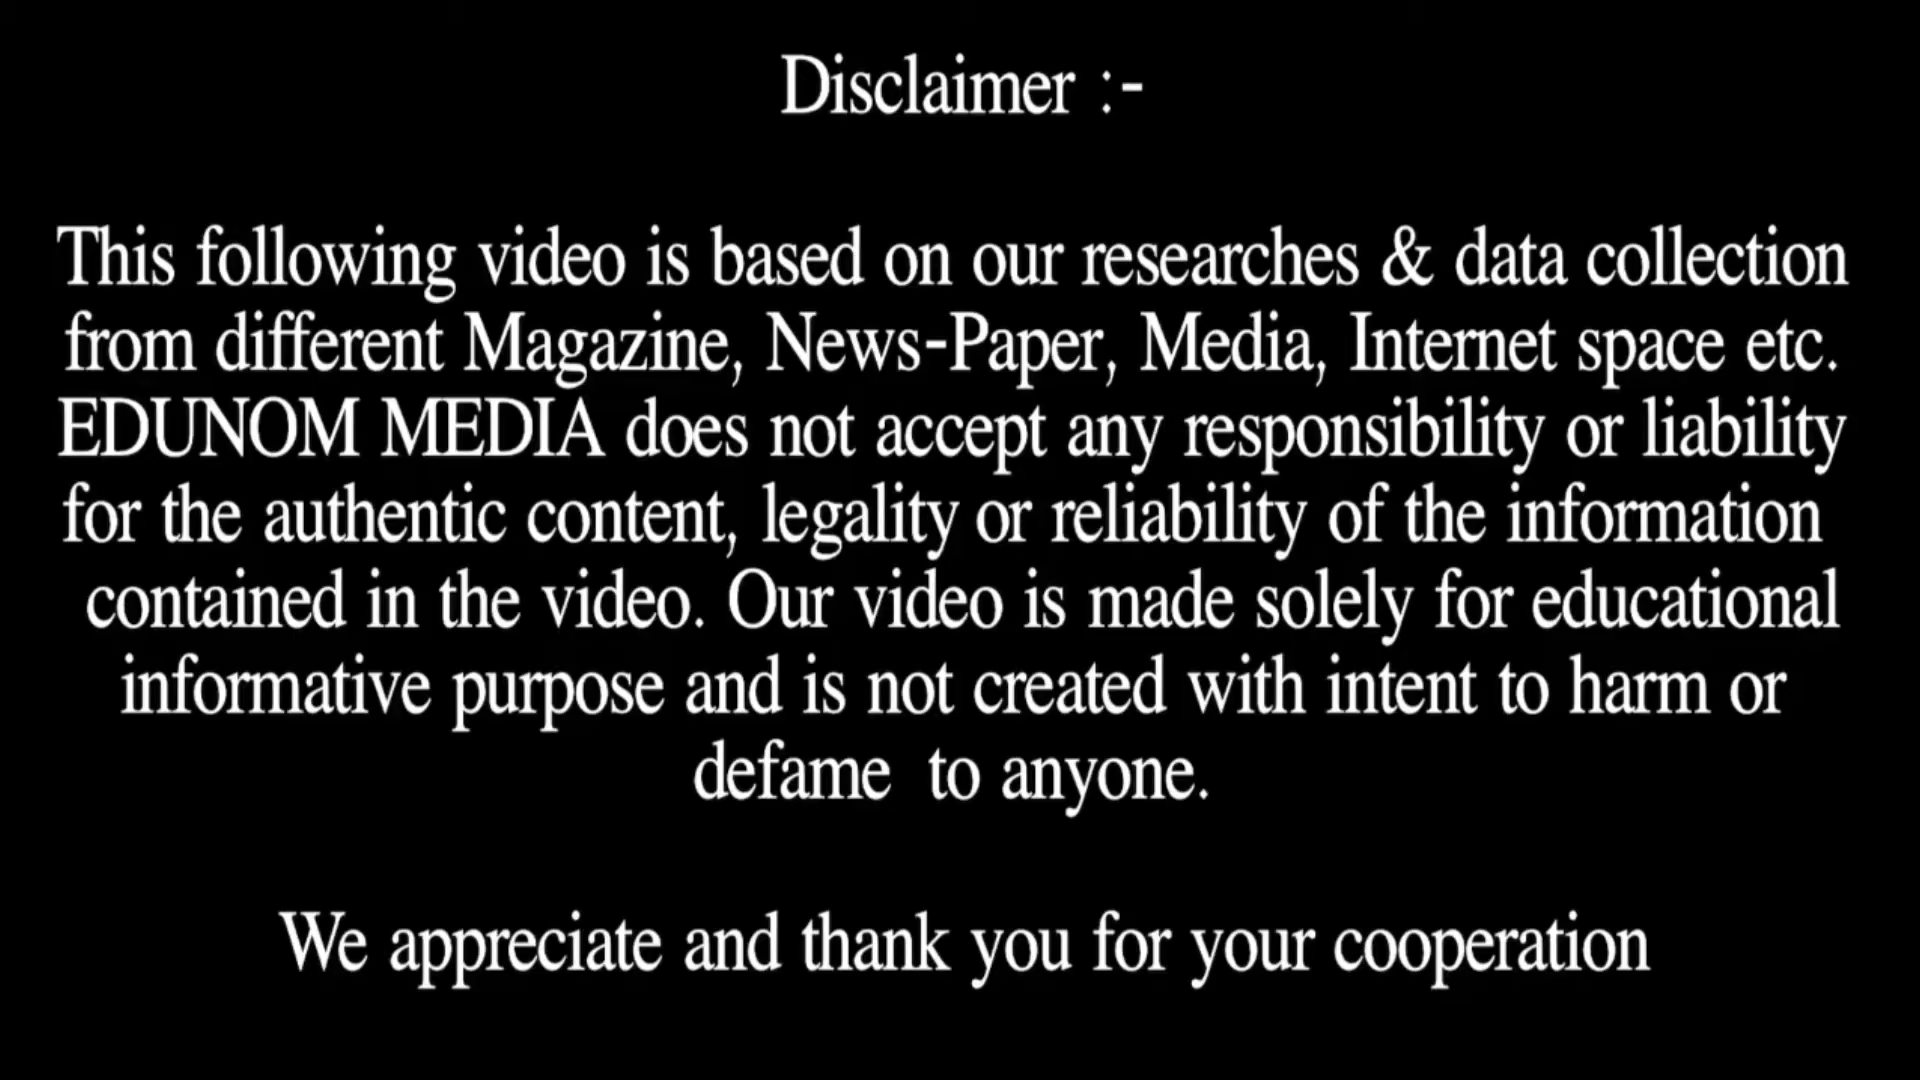 Disclaimer :-
This following video is based on our researches & data collection
from different Magazine, News-Paper, Media, Internet space etc.
EDUNOM MEDIA does not accept any responsibility or liability
for the authentic content, legality or reliability of the information
contained in the video. Our video is made solely for educational
informative purpose and is not created with intent to harm or
defame to anyone.
We appreciate and thank you for your cooperation